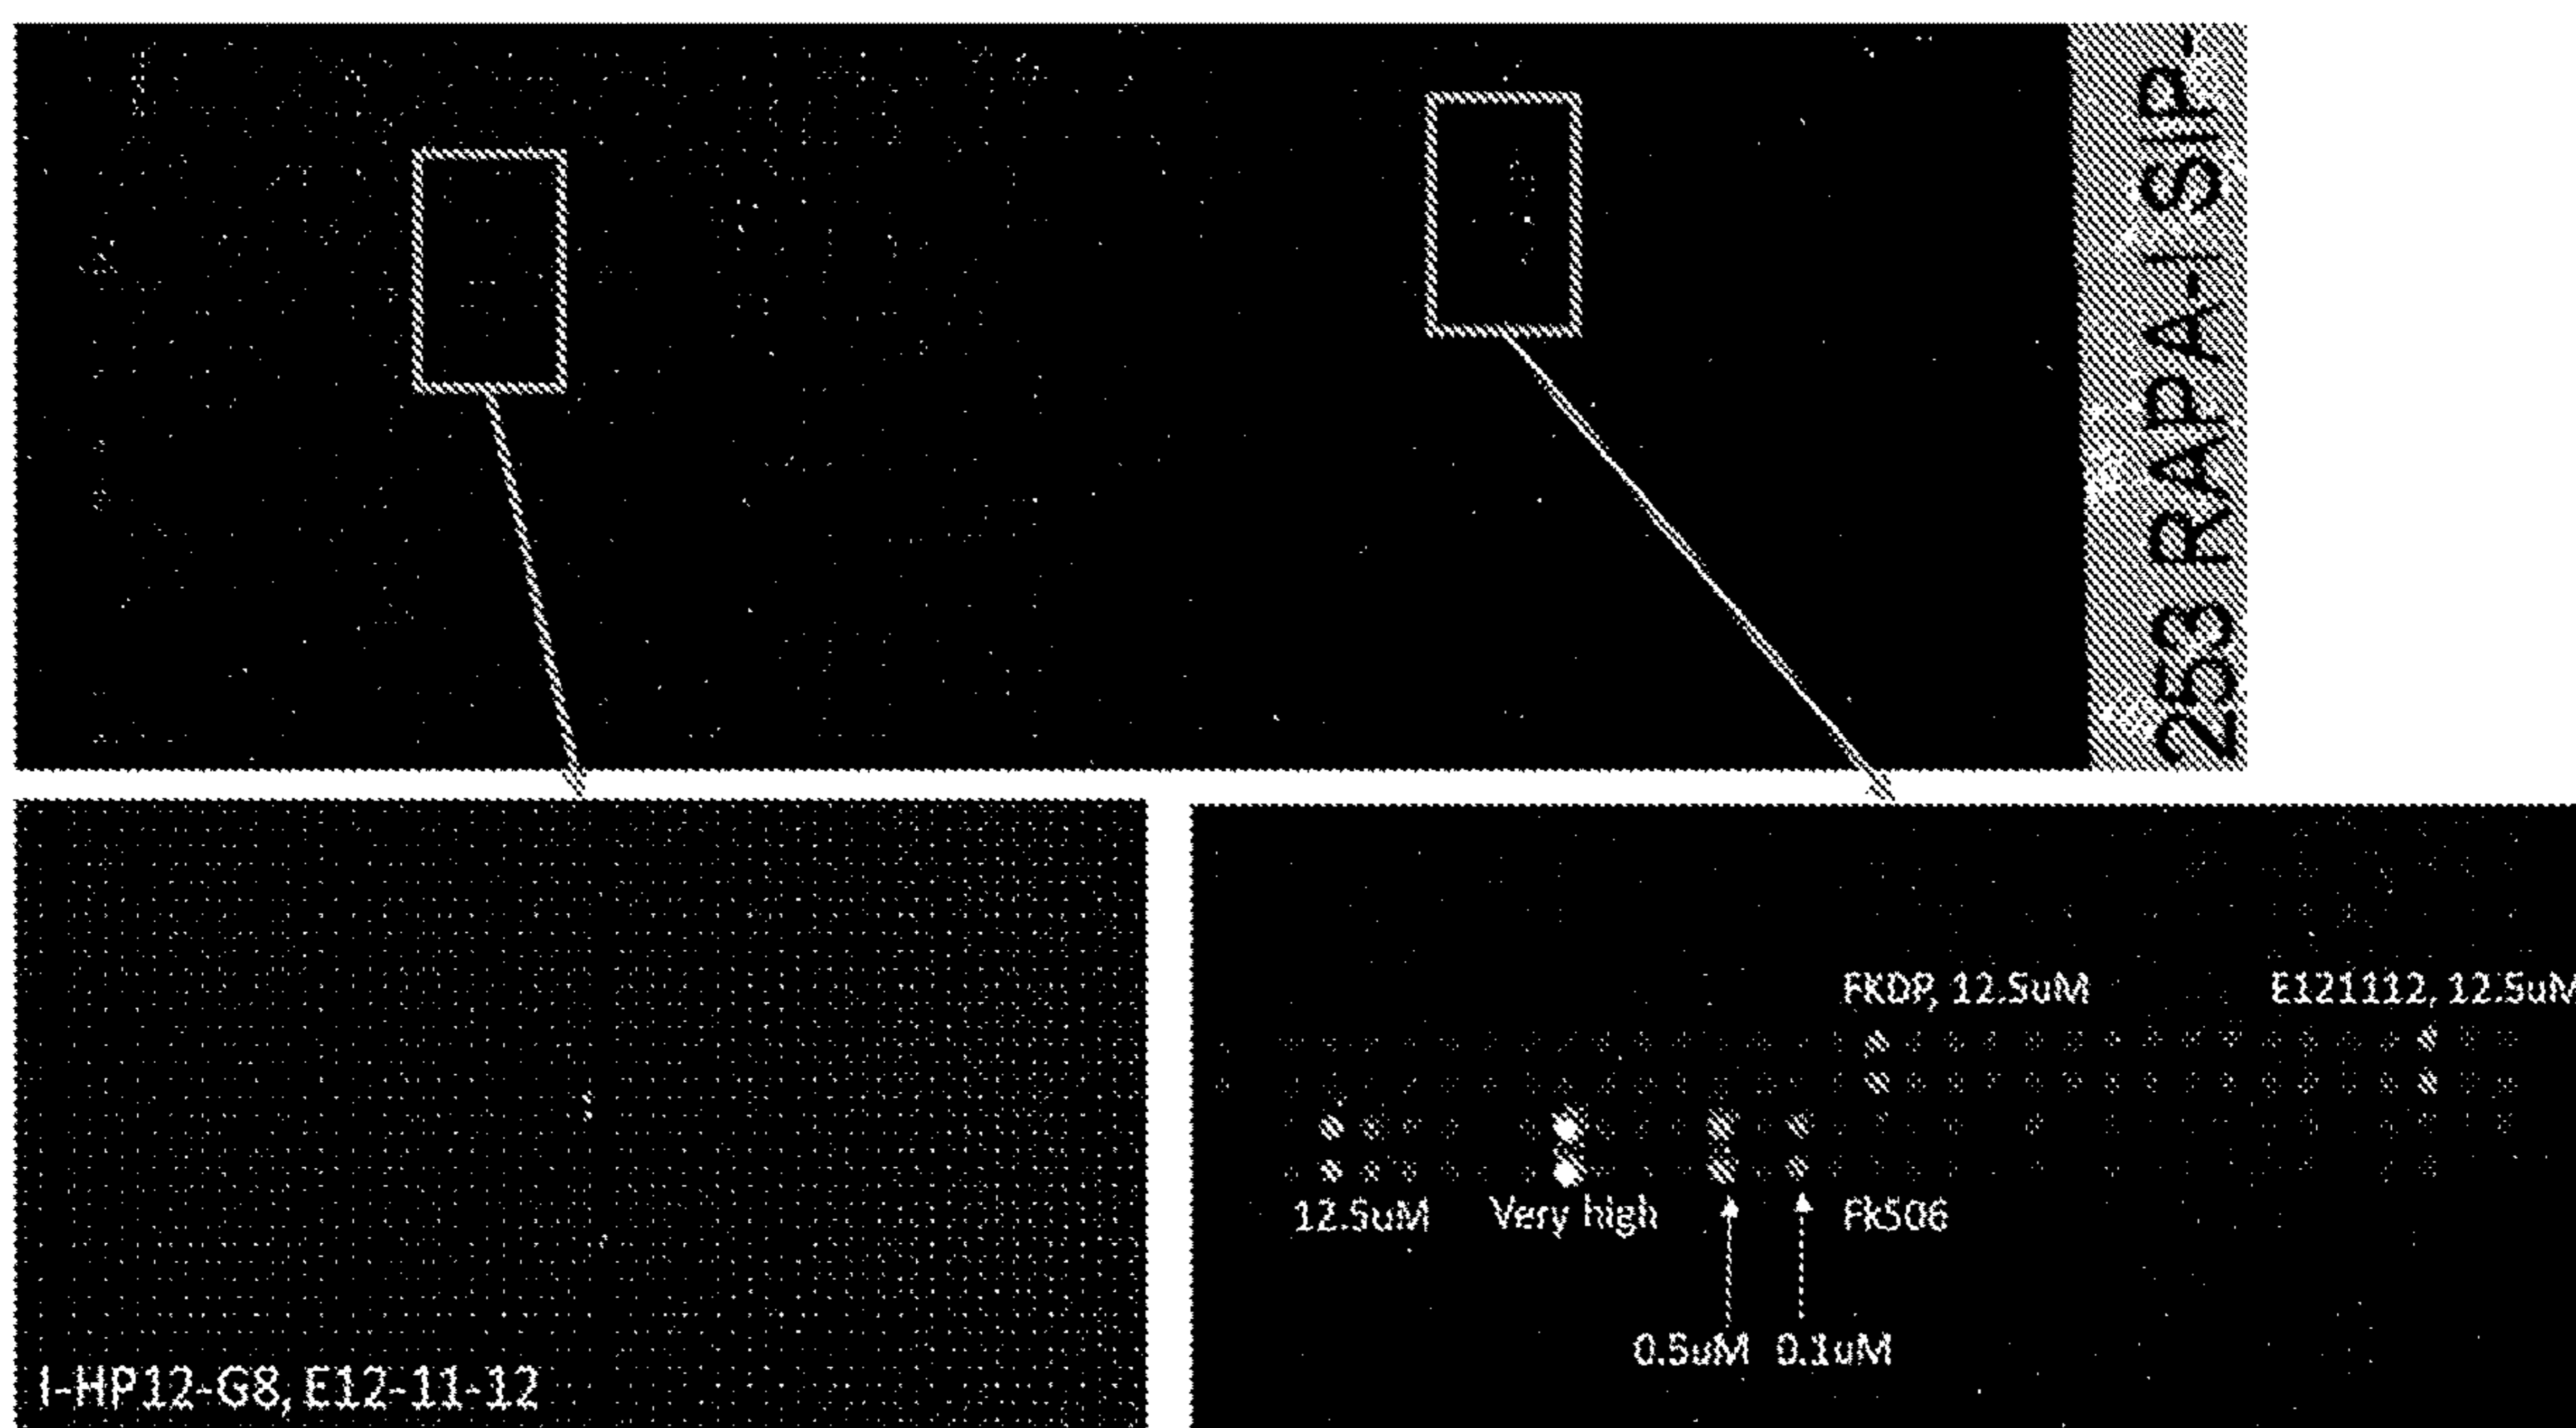 253 RAPA-I SIP-
FKDP, 12.5uM
E121112, 12.5uM
12.5uM
Very high
Fk506
0.5uM
0.1uM
I-HP12-G8, E12-11-12